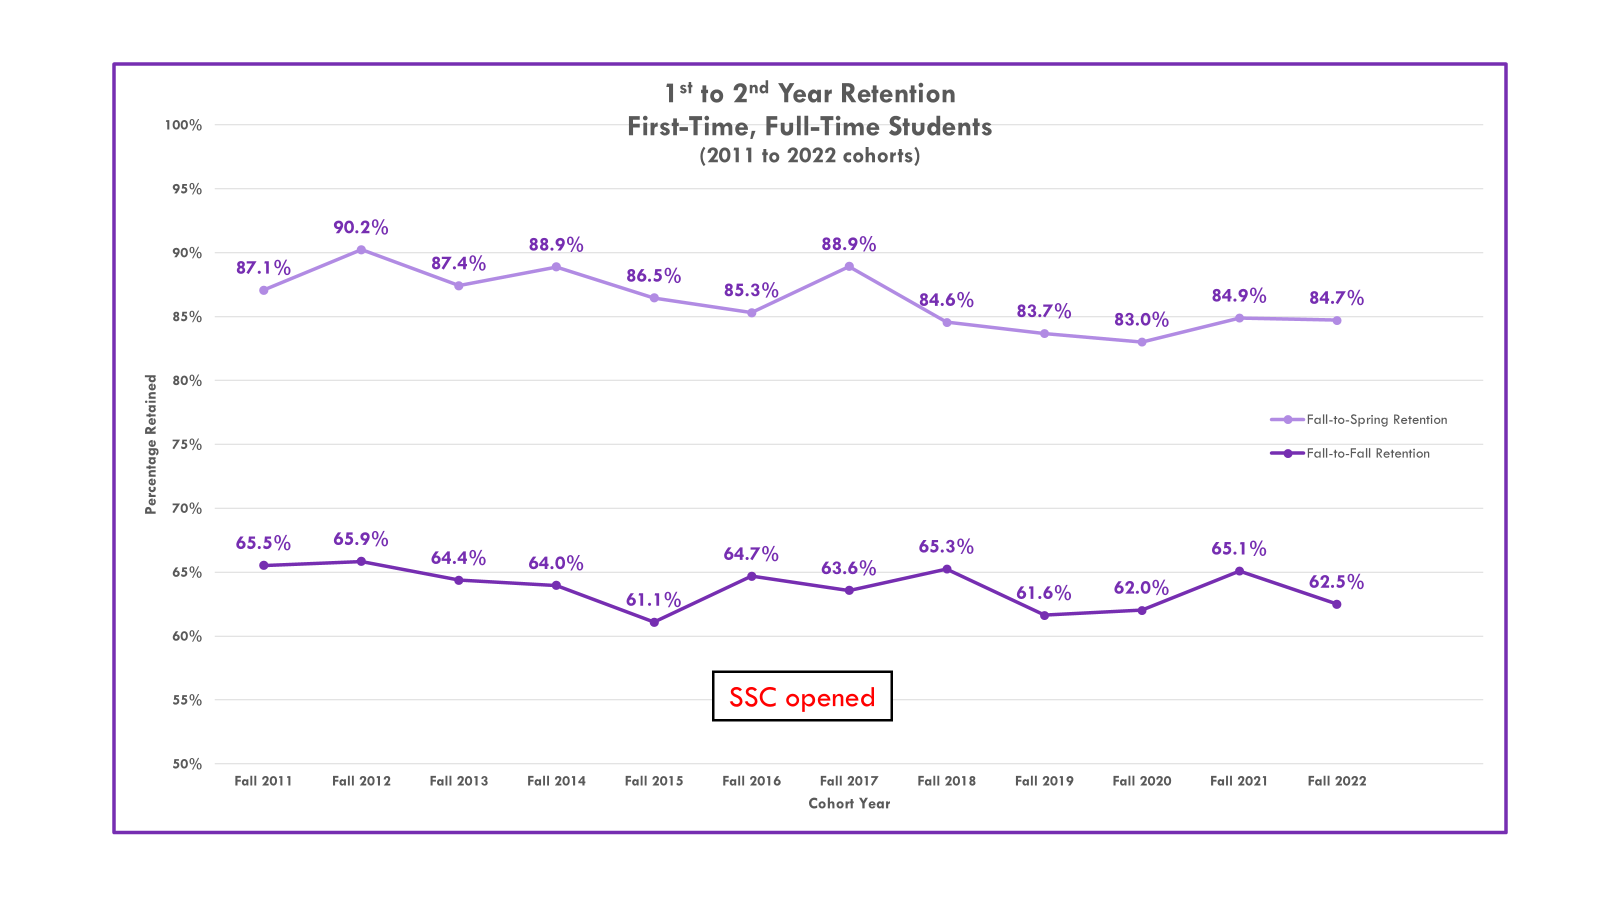 1st to 2nd Year Retention
First-Time, Full-Time Students
(2011 to 2022 cohorts)
100%
95%
90%
85%
80%
75%
70%
65%
60%
55%
50%
Percentage Retained
87.1%
90.2%
87.4%
88.9%
86.5%
85.3%
88.9%
84.6%
83.7%
83.0%
84.9%
84.7%
Fall-to-Spring Retention
Fall-to-Fall Retention
65.5%
65.9%
64.4%
64.0%
61.1%
64.7%
63.6%
65.3%
61.6%
62.0%
65.1%
62.5%
SSC opened
Fall 2011
Fall 2012
Fall 2013
Fall 2014
Fall 2015
Fall 2016
Fall 2017
Fall 2018
Fall 2019
Fall 2020
Fall 2021
Fall 2022
Cohort Year